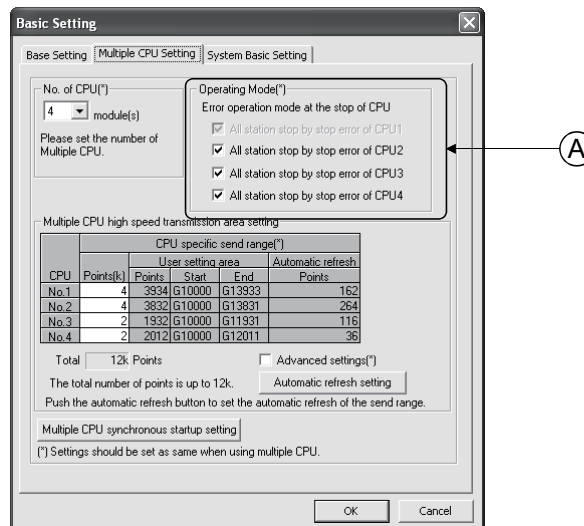 Basic Setting
Base Setting Multiple CPU Setting System Basic Setting
No. of CPU(*)
4 module(s)
Please set the number of
Multiple CPU.
Operating Mode(*)
Error operation mode at the stop of CPU
All station stop by stop error of CPU1
All station stop by stop error of CPU2
All station stop by stop error of CPU3
All station stop by stop error of CPU4
A
Multiple CPU high speed transmission area setting
CPU specific send range(*)
User setting area Automatic refresh
CPU Points(k) Points Start End Points
No.1 4 3934 G10000 G13933 162
No.2 4 3832 G10000 G13831 264
No.3 2 1932 G10000 G11931 116
No.4 2 2012 G10000 G12011 36
Total 12k Points Advanced settings(*)
The total number of points is up to 12k. Automatic refresh setting
Push the automatic refresh button to set the automatic refresh of the send range.
Multiple CPU synchronous startup setting
(*) Settings should be set as same when using multiple CPU.
OK Cancel